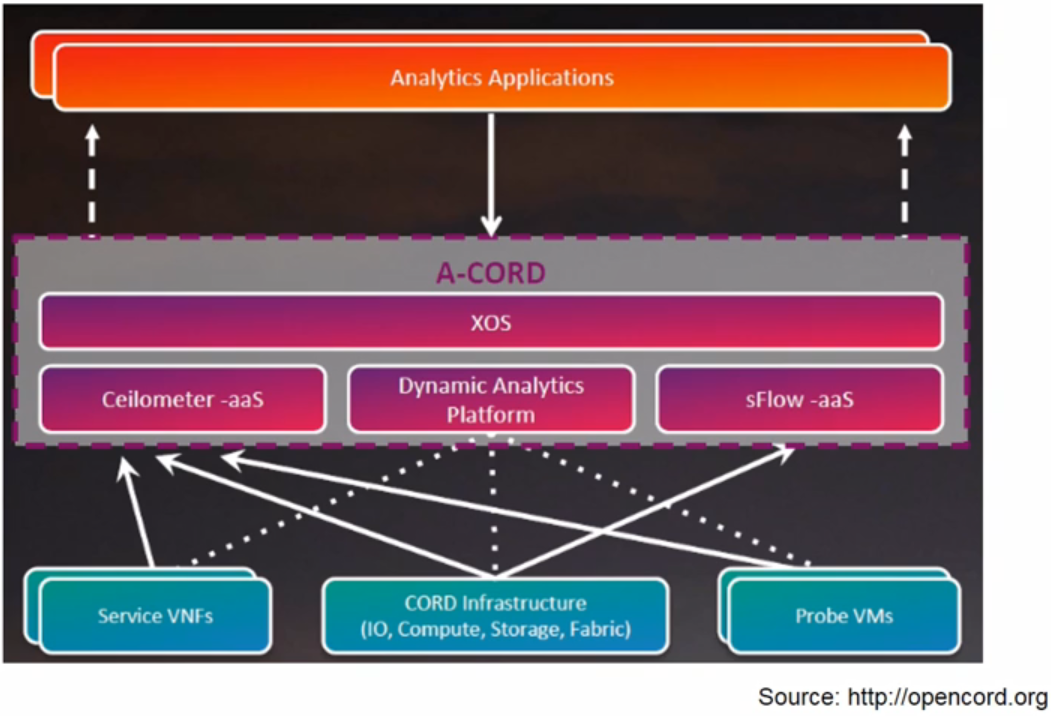 Analytics Applications
A-CORD
XOS
Ceilometer -aaS
Dynamic Analytics
Platform
sFlow -aaS
Service VNFs
CORD Infrastructure
(IO, Compute, Storage, Fabric)
Probe VMs
Source: http://opencord.org